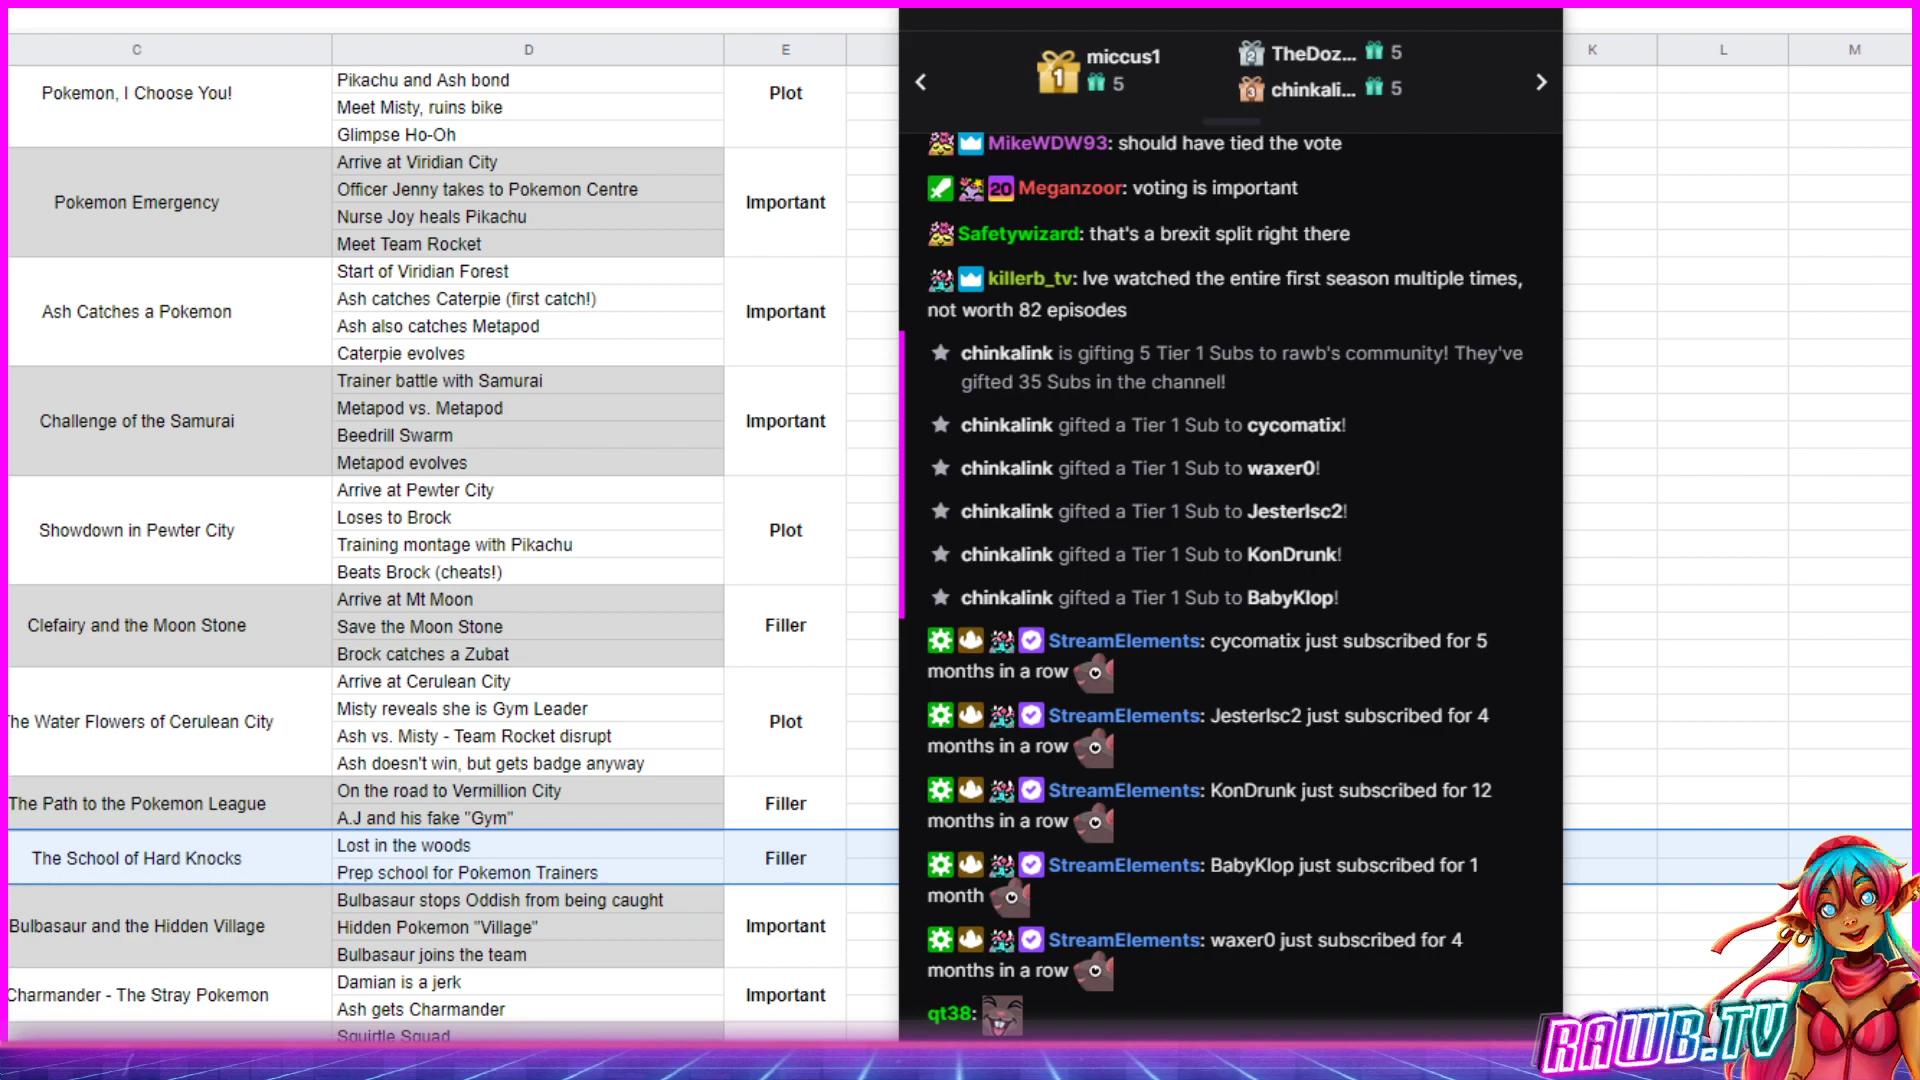 C D E K L M
Pokemon, I Choose You!
Pikachu and Ash bond
Meet Misty, ruins bike
Glimpse Ho-Oh
Plot
Pokemon Emergency
Arrive at Viridian City
Officer Jenny takes to Pokemon Centre
Nurse Joy heals Pikachu
Meet Team Rocket
Important
Ash Catches a Pokemon
Start of Viridian Forest
Ash catches Caterpie (first catch!)
Ash also catches Metapod
Caterpie evolves
Important
Challenge of the Samurai
Trainer battle with Samurai
Metapod vs. Metapod
Beedrill Swarm
Metapod evolves
Important
Showdown in Pewter City
Arrive at Pewter City
Loses to Brock
Training montage with Pikachu
Beats Brock (cheats!)
Plot
Clefairy and the Moon Stone
Arrive at Mt Moon
Save the Moon Stone
Brock catches a Zubat
Filler
The Water Flowers of Cerulean City
Arrive at Cerulean City
Misty reveals she is Gym Leader
Ash vs. Misty - Team Rocket disrupt
Ash doesn't win, but gets badge anyway
Plot
The Path to the Pokemon League
On the road to Vermillion City
A.J and his fake "Gym"
Filler
The School of Hard Knocks
Lost in the woods
Prep school for Pokemon Trainers
Filler
Bulbasaur and the Hidden Village
Bulbasaur stops Oddish from being caught
Hidden Pokemon "Village"
Bulbasaur joins the team
Important
Charmander - The Stray Pokemon
Damian is a jerk
Ash gets Charmander
Important
Squirtle Squad
1 miccus1
5
2 TheDoz... 5
3 chinkali... 5
MikeWDW93: should have tied the vote
20 Meganzoor: voting is important
Safetywizard: that's a brexit split right there
killerb_tv: Ive watched the entire first season multiple times,
not worth 82 episodes
chinkalink is gifting 5 Tier 1 Subs to rawb's community! They've
gifted 35 Subs in the channel!
chinkalink gifted a Tier 1 Sub to cycomatix!
chinkalink gifted a Tier 1 Sub to waxer0!
chinkalink gifted a Tier 1 Sub to Jesterlsc2!
chinkalink gifted a Tier 1 Sub to KonDrunk!
chinkalink gifted a Tier 1 Sub to BabyKlop!
StreamElements: cycomatix just subscribed for 5
months in a row
StreamElements: Jesterlsc2 just subscribed for 4
months in a row
StreamElements: KonDrunk just subscribed for 12
months in a row
StreamElements: BabyKlop just subscribed for 1
month
StreamElements: waxer0 just subscribed for 4
months in a row
qt38:
RAWB.TV